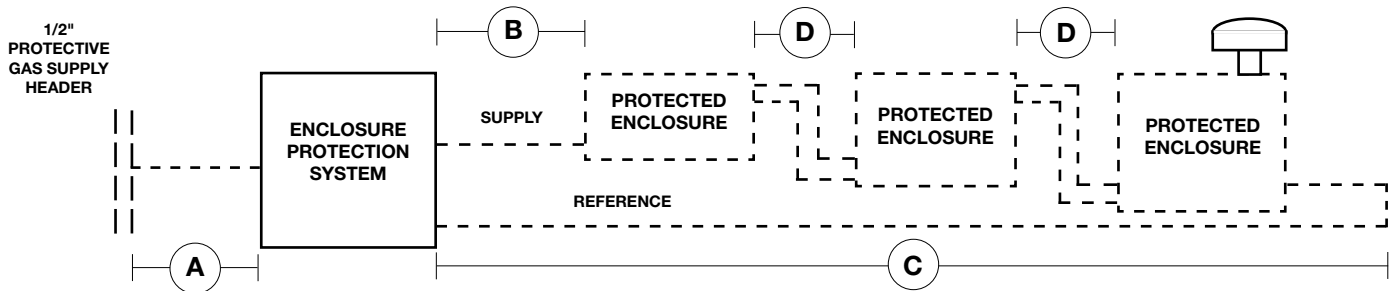 1/2"
PROTECTIVE
GAS SUPPLY
HEADER
B
D
D
ENCLOSURE
PROTECTION
SYSTEM
SUPPLY
PROTECTED
ENCLOSURE
PROTECTED
ENCLOSURE
PROTECTED
ENCLOSURE
REFERENCE
A
C